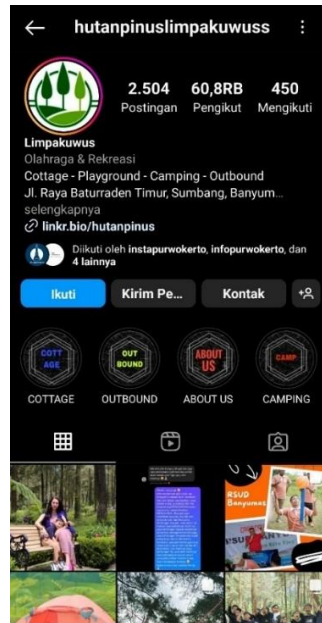 hutanpinuslimpakuwuss
2.504 60,8RB 450
Postingan Pengikut Mengikuti
Limpakuwus
Olahraga & Rekreasi
Cottage - Playground - Camping - Outbound
Jl. Raya Baturraden Timur, Sumbang, Banyum...
selengkapnya
linkr.bio/hutanpinus
Diikuti oleh instapurwokerto, infopurwokerto, dan
4 lainnya
Ikuti Kirim Pe... Kontak
COTT
AGE
OUT
BOUND
ABOUT
US
CAMP
COTTAGE OUTBOUND ABOUT US CAMPING
RSUD
Banyumas